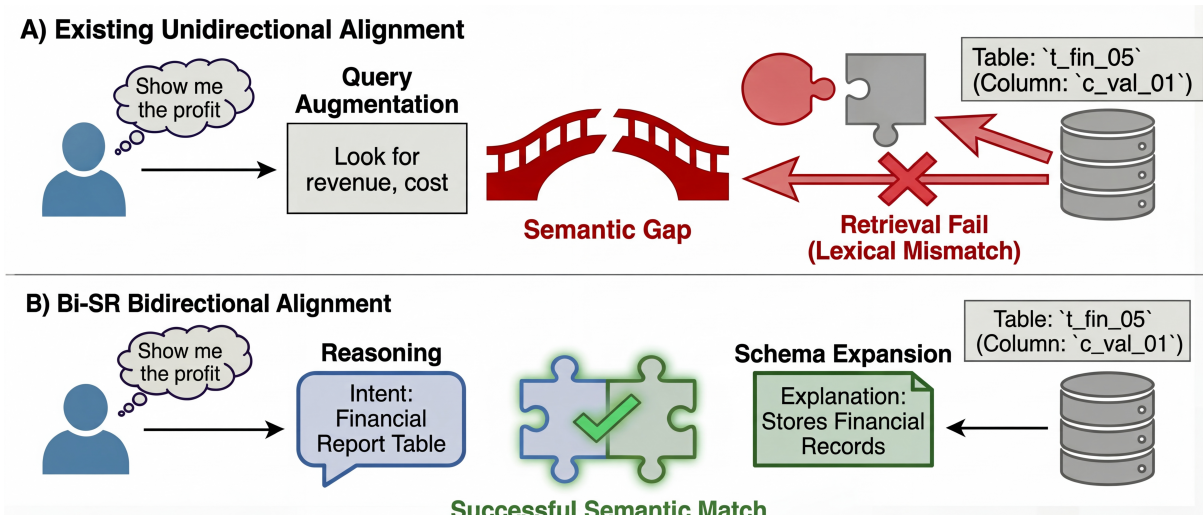 A) Existing Unidirectional Alignment
Show me
the profit
Query
Augmentation
Look for
revenue, cost
Semantic Gap
Retrieval Fail
(Lexical Mismatch)
Table: `t_fin_05`
(Column: `c_val_01`)
B) Bi-SR Bidirectional Alignment
Show me
the profit
Reasoning
Intent:
Financial
Report Table
Successful Semantic Match
Schema Expansion
Explanation:
Stores Financial
Records
Table: `t_fin_05`
(Column: `c_val_01`)